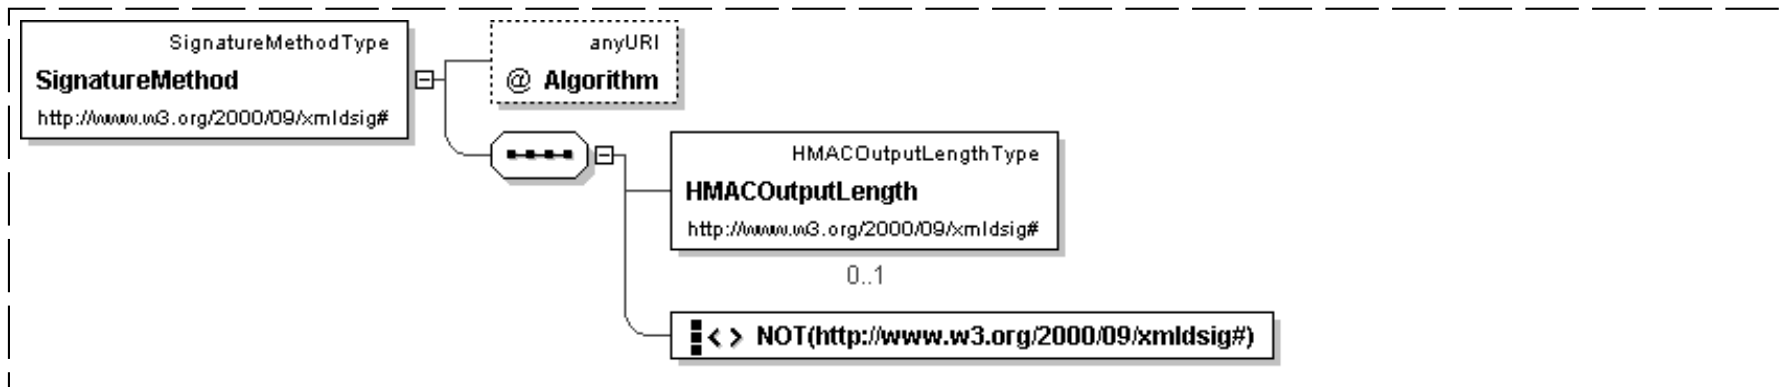 SignatureMethodType
SignatureMethod
http://www.w3.org/2000/09/xmldsig#
anyURI
@ Algorithm
HMACOutputLengthType
HMACOutputLength
http://www.w3.org/2000/09/xmldsig#
0..1
< > NOT(http://www.w3.org/2000/09/xmldsig#)